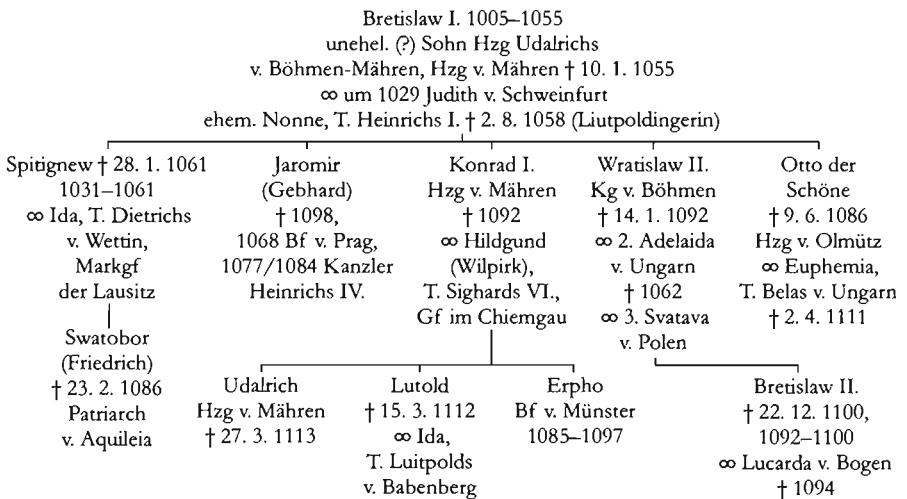 Bretislaw I. 1005–1055
unehel. (?) Sohn Hzg Udalrichs
v. Böhmen-Mähren, Hzg v. Mähren † 10. 1. 1055
∞ um 1029 Judith v. Schweinfurt
ehem. Nonne, T. Heinrichs I. † 2. 8. 1058 (Liutpoldingerin)
Spitignew † 28. 1. 1061
1031–1061
∞ Ida, T. Dietrichs
v. Wettin,
Markgf
der Lausitz
Jaromir
(Gebhard)
† 1098,
1068 Bf v. Prag,
1077/1084 Kanzler
Heinrichs IV.
Konrad I.
Hzg v. Mähren
† 1092
∞ Hildgund
(Wilpirk),
T. Sighards VI.,
Gf im Chiemgau
Wratislaw II.
Kg v. Böhmen
† 14. 1. 1092
∞ 2. Adelaida
v. Ungarn
† 1062
∞ 3. Svatava
v. Polen
Otto der
Schöne
† 9. 6. 1086
Hzg v. Olmütz
∞ Euphemia,
T. Belas v. Ungarn
† 2. 4. 1111
Swatobor
(Friedrich)
† 23. 2. 1086
Patriarch
v. Aquileia
Udalrich
Hzg v. Mähren
† 27. 3. 1113
Lutold
† 15. 3. 1112
∞ Ida,
T. Luitpolds
v. Babenberg
Erpho
Bf v. Münster
1085–1097
Bretislaw II.
† 22. 12. 1100,
1092–1100
∞ Lucarda v. Bogen
† 1094